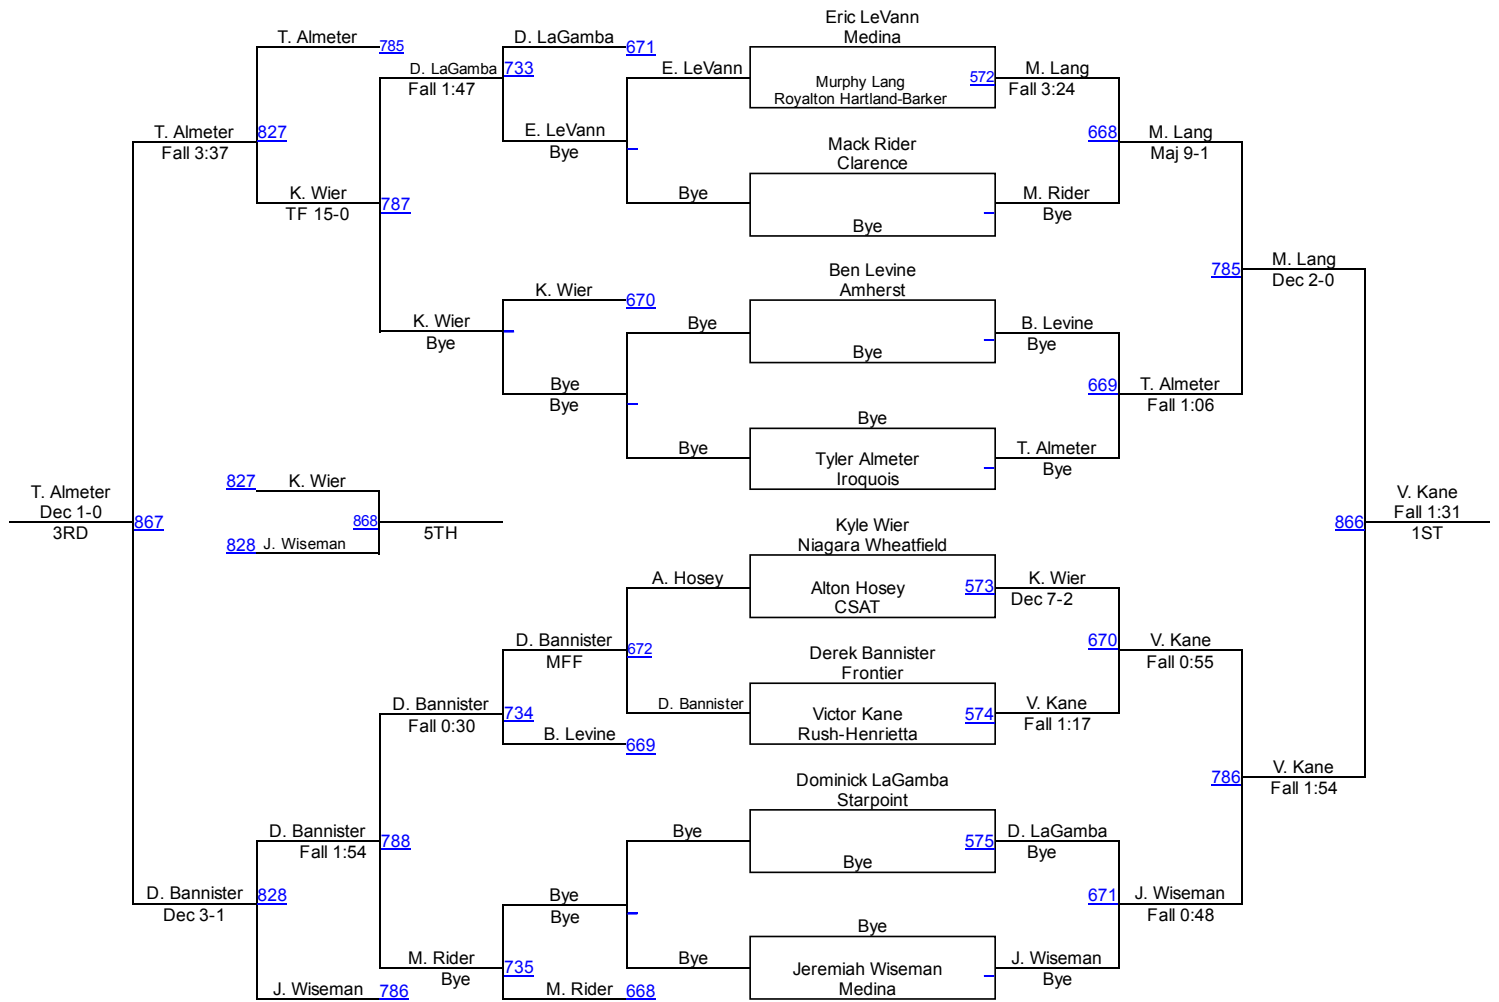 Eric LeVann
Medina
T. Almeter
785
D. LaGamba
671
D. LaGamba
733
Fall 1:47
E. LeVann
Murphy Lang
572
Royalton Hartland-Barker
M. Lang
Fall 3:24
T. Almeter
827
Fall 3:37
E. LeVann
Bye
Mack Rider
Clarence
668
M. Lang
Maj 9-1
K. Wier
TF 15-0
787
Bye
Bye
M. Rider
Bye
Ben Levine
Amherst
785
M. Lang
Dec 2-0
K. Wier
670
K. Wier
Bye
Bye
Bye
B. Levine
Bye
Bye
Bye
669
T. Almeter
Fall 1:06
Bye
Bye
Tyler Almeter
Iroquois
T. Almeter
Bye
827
K. Wier
T. Almeter
Dec 1-0
3RD
867
868
5TH
828
J. Wiseman
Kyle Wier
Niagara Wheatfield
866
V. Kane
Fall 1:31
1ST
A. Hosey
Alton Hosey
573
CSAT
K. Wier
Dec 7-2
D. Bannister
MFF
672
Derek Bannister
Frontier
670
V. Kane
Fall 0:55
D. Bannister
Fall 0:30
734
D. Bannister
Victor Kane
574
Rush-Henrietta
V. Kane
Fall 1:17
B. Levine
669
Dominick LaGamba
Starpoint
786
V. Kane
Fall 1:54
D. Bannister
Fall 1:54
788
Bye
575
Bye
D. LaGamba
Bye
D. Bannister
828
Dec 3-1
Bye
Bye
671
J. Wiseman
Fall 0:48
Bye
M. Rider
Bye
735
Bye
Jeremiah Wiseman
Medina
J. Wiseman
Bye
J. Wiseman
786
M. Rider
668